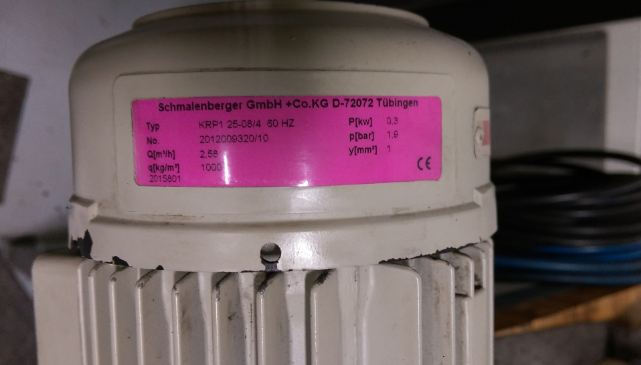 Schmalenberger GmbH +Co.KG D-72072 Tübingen
Typ KRP1 25-08/4 60 HZ P[kw] 0,3
No. 2012009320/10 p[bar] 1,9
Q[m³/h] 2,58 y[mm²] 1
q[kg/m³] 1000 CE
2015801